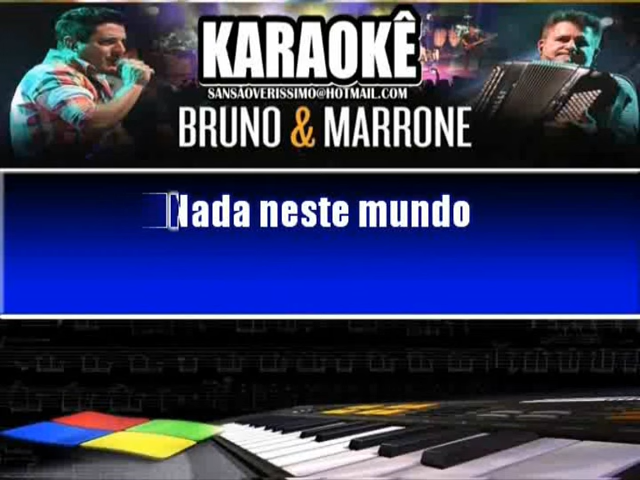 KARAOKÊ
SANSAOVERISSIMO@HOTMAIL.COM
BRUNO & MARRONE
Nada neste mundo